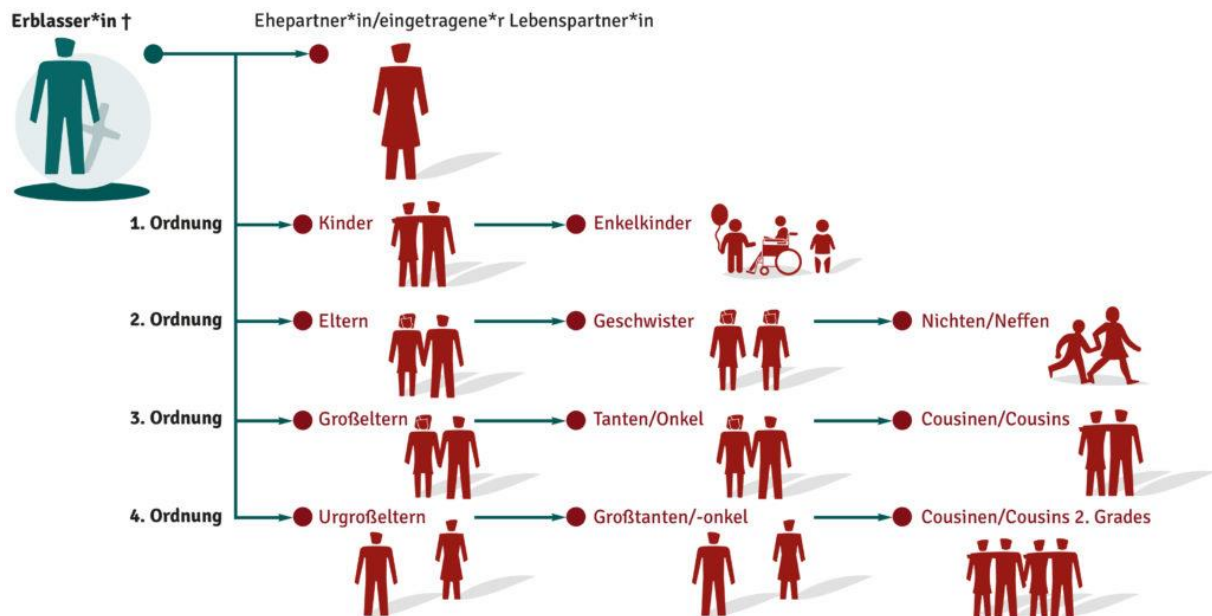 Erblasser*in †
Ehepartner*in/eingetragene*r Lebenspartner*in
1. Ordnung
Kinder
Enkelkinder
2. Ordnung
Eltern
Geschwister
Nichten/Neffen
3. Ordnung
Großeltern
Tanten/Onkel
Cousinen/Cousins
4. Ordnung
Urgroßeltern
Großtanten/-onkel
Cousinen/Cousins 2. Grades